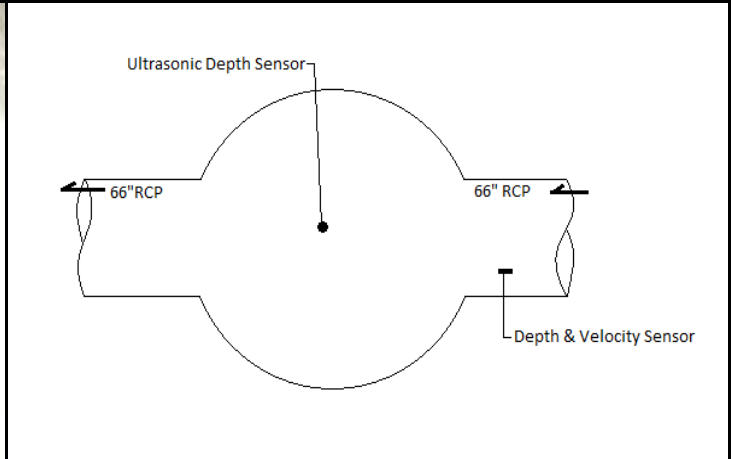 Ultrasonic Depth Sensor
66"RCP
66" RCP
Depth & Velocity Sensor